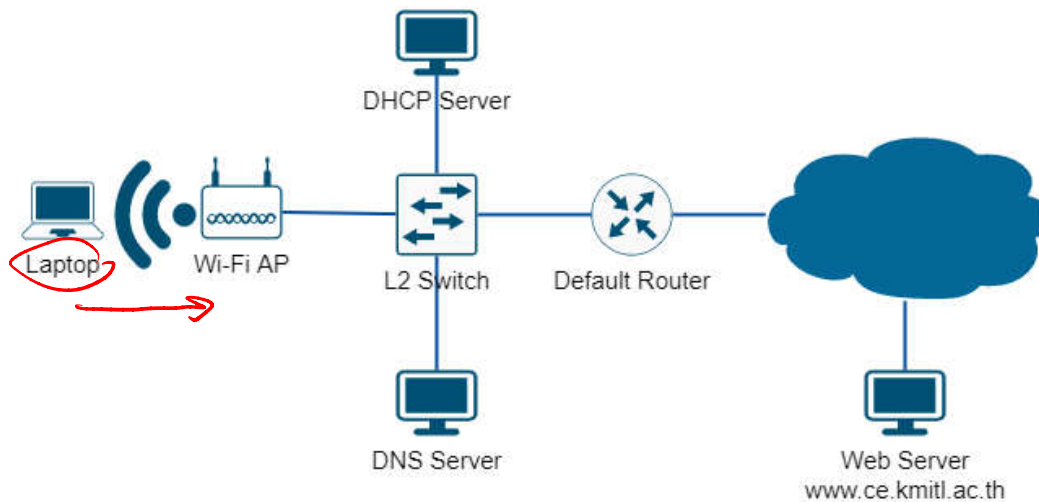 DHCP Server
Laptop
Wi-Fi AP
L2 Switch
Default Router
DNS Server
Web Server
www.ce.kmitl.ac.th